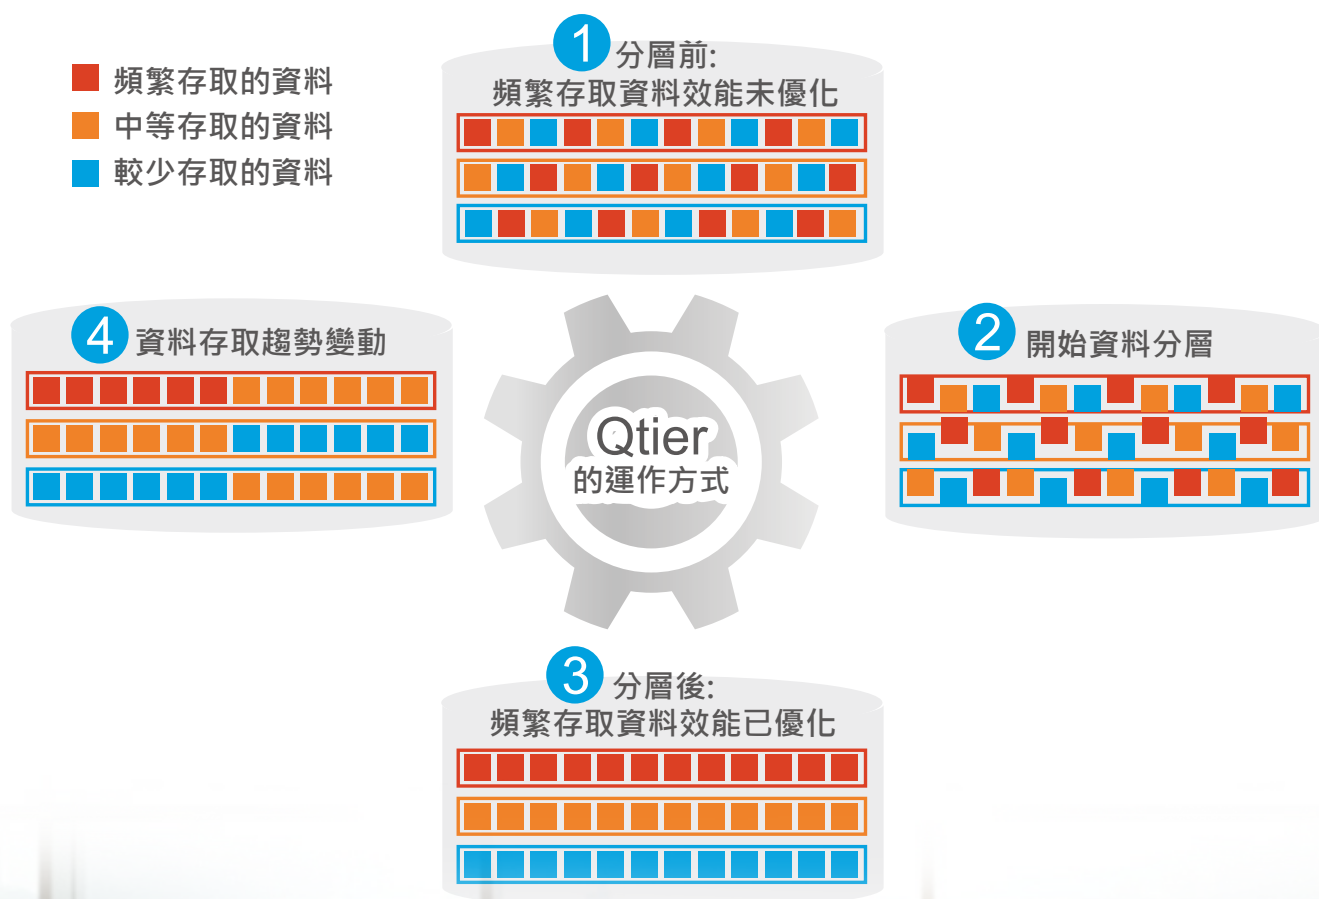 頻繁存取的資料
中等存取的資料
較少存取的資料
1 分層前:
頻繁存取資料效能未優化
2 開始資料分層
3 分層後:
頻繁存取資料效能已優化
4 資料存取趨勢變動
Qtier
的運作方式